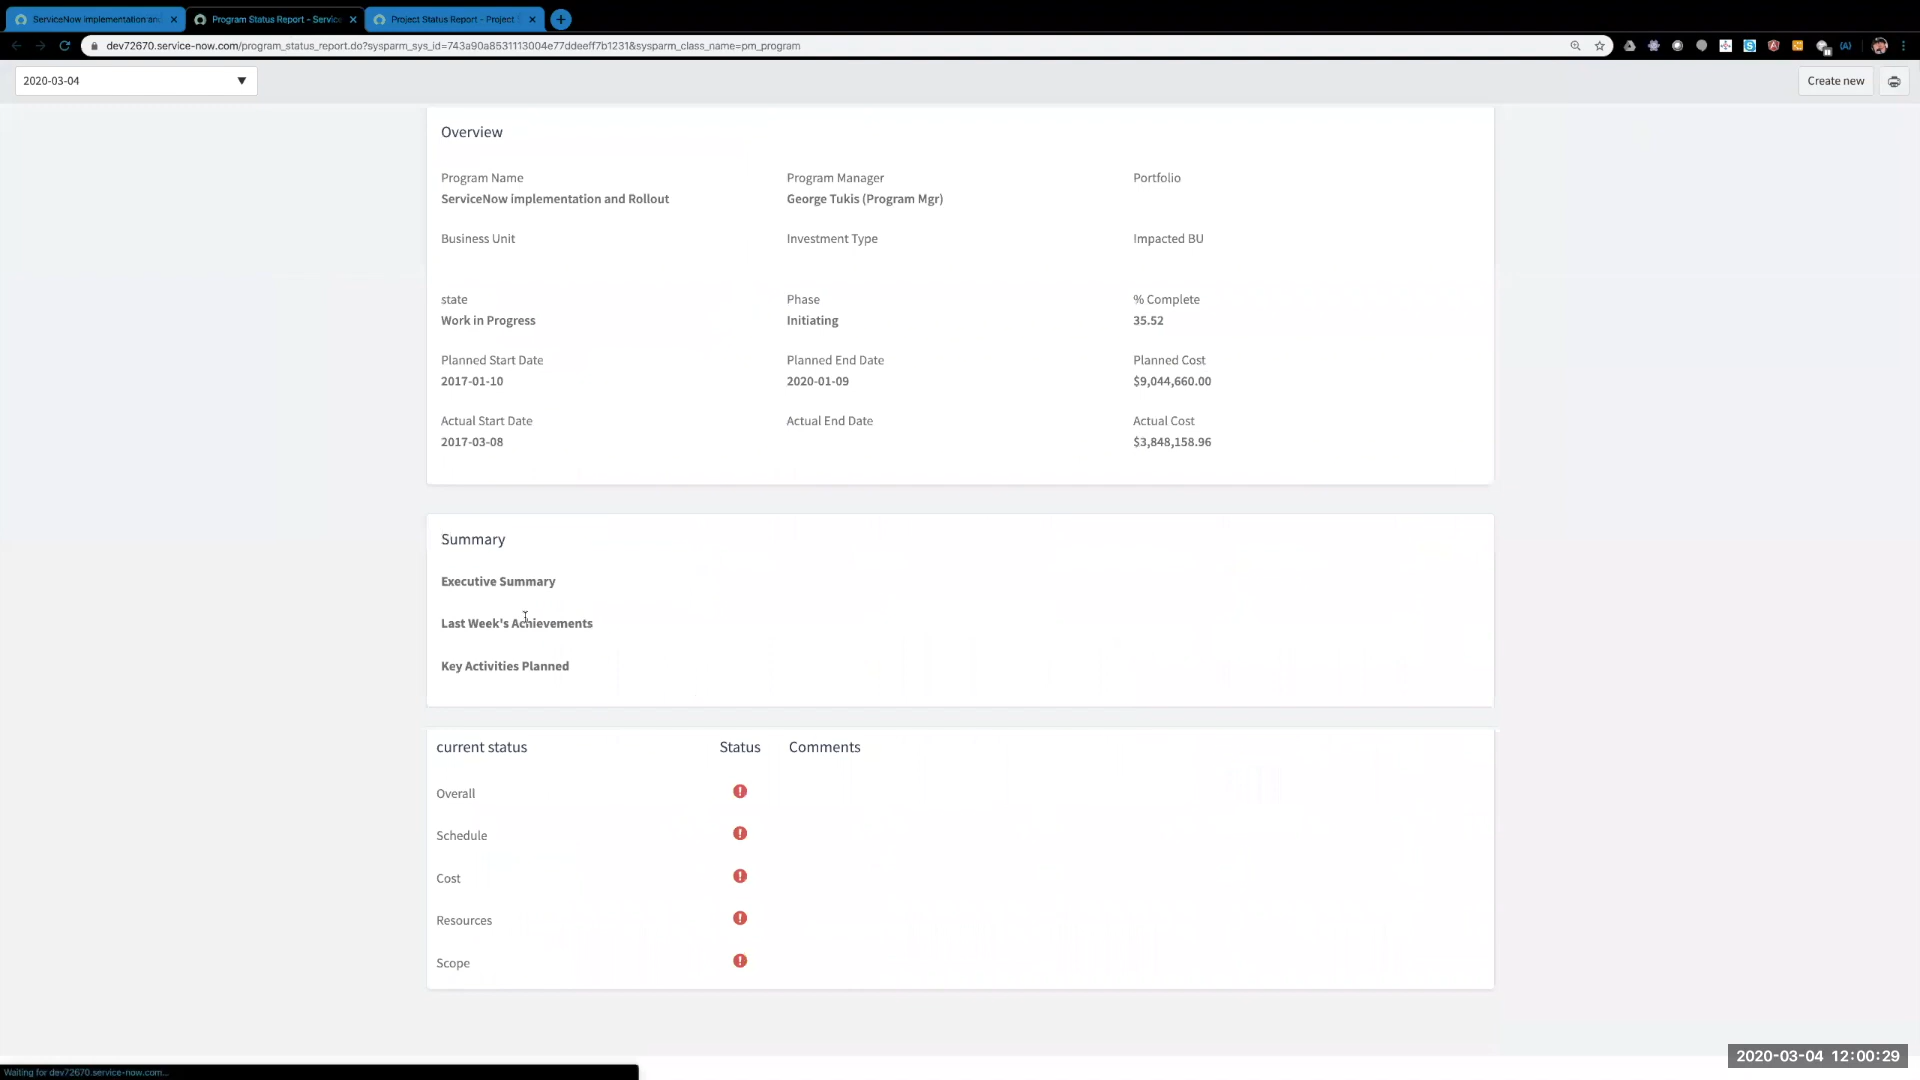 ServiceNow implementation and
Program Status Report - Service
Project Status Report - Project S
dev72670.service-now.com/program_status_report.do?sysparm_sys_id=743a90a8531113004e77ddeeff7b1231&sysparm_class_name=pm_program
2020-03-04
Create new
Overview
Program Name
Program Manager
Portfolio
ServiceNow implementation and Rollout
George Tukis (Program Mgr)
Business Unit
Investment Type
Impacted BU
state
Phase
% Complete
Work in Progress
Initiating
35.52
Planned Start Date
Planned End Date
Planned Cost
2017-01-10
2020-01-09
$9,044,660.00
Actual Start Date
Actual End Date
Actual Cost
2017-03-08
$3,848,158.96
Summary
Executive Summary
Last Week's Achievements
Key Activities Planned
current status
Status
Comments
Overall
Schedule
Cost
Resources
Scope
2020-03-04 12:00:29
Waiting for dev72670.service-now.com...